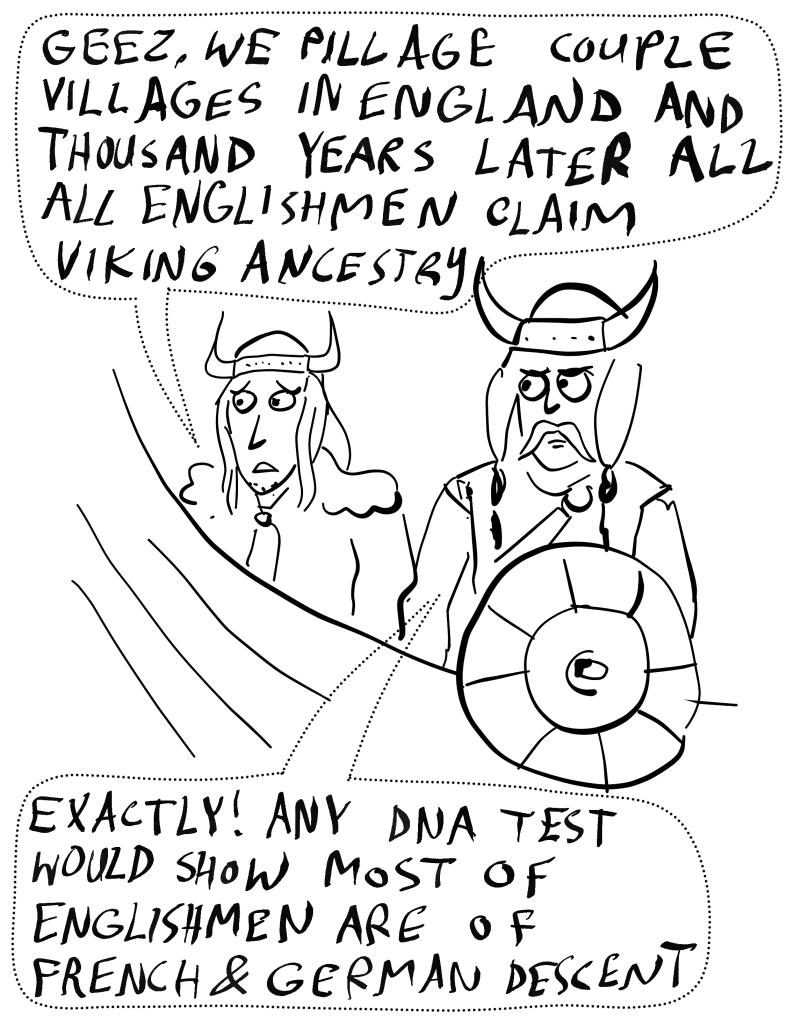 GEEZ, WE PILLAGE COUPLE
VILLAGES IN ENGLAND AND
THOUSAND YEARS LATER ALL
ALL ENGLISHMEN CLAIM
VIKING ANCESTRY
EXACTLY! ANY DNA TEST
WOULD SHOW MOST OF
ENGLISHMEN ARE OF
FRENCH & GERMAN DESCENT